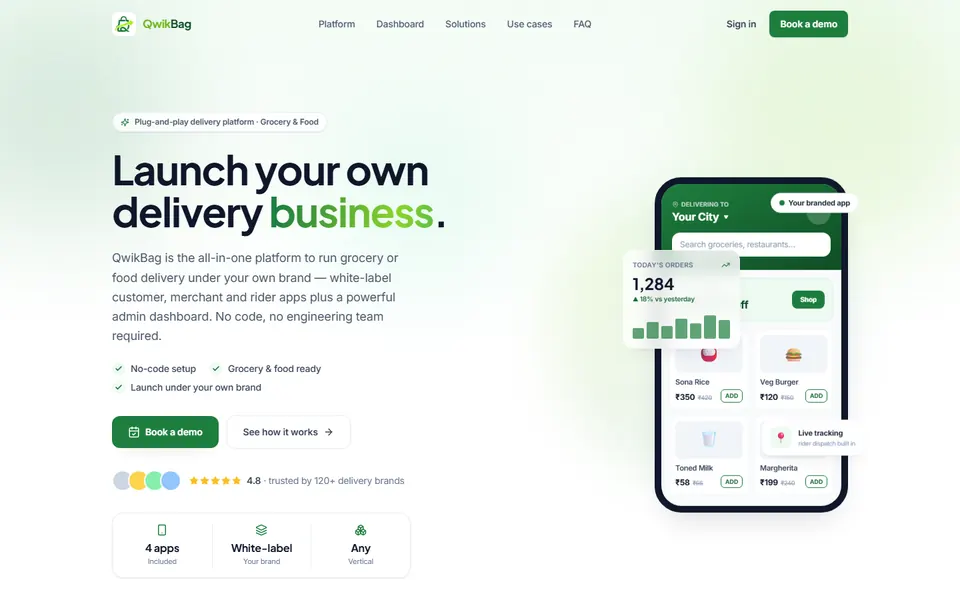 QwikBag
Platform
Dashboard
Solutions
Use cases
FAQ
Sign in
Book a demo
Plug-and-play delivery platform · Grocery & Food
Launch your own
delivery business.
QwikBag is the all-in-one platform to run grocery or
food delivery under your own brand — white-label
customer, merchant and rider apps plus a powerful
admin dashboard. No code, no engineering team
required.
No-code setup
Grocery & food ready
Launch under your own brand
Book a demo
See how it works →
4.8 · trusted by 120+ delivery brands
4 apps
Included
White-label
Your brand
Any
Vertical
DELIVERING TO
Your City
Your branded app
Search groceries, restaurants...
TODAY'S ORDERS
1,284
▲ 18% vs yesterday
ff
Shop
Sona Rice
₹350 ₹420 ADD
Veg Burger
₹120 ₹150 ADD
Live tracking
rider dispatch built in
Toned Milk
₹58 ₹66 ADD
Margherita
₹199 ₹240 ADD